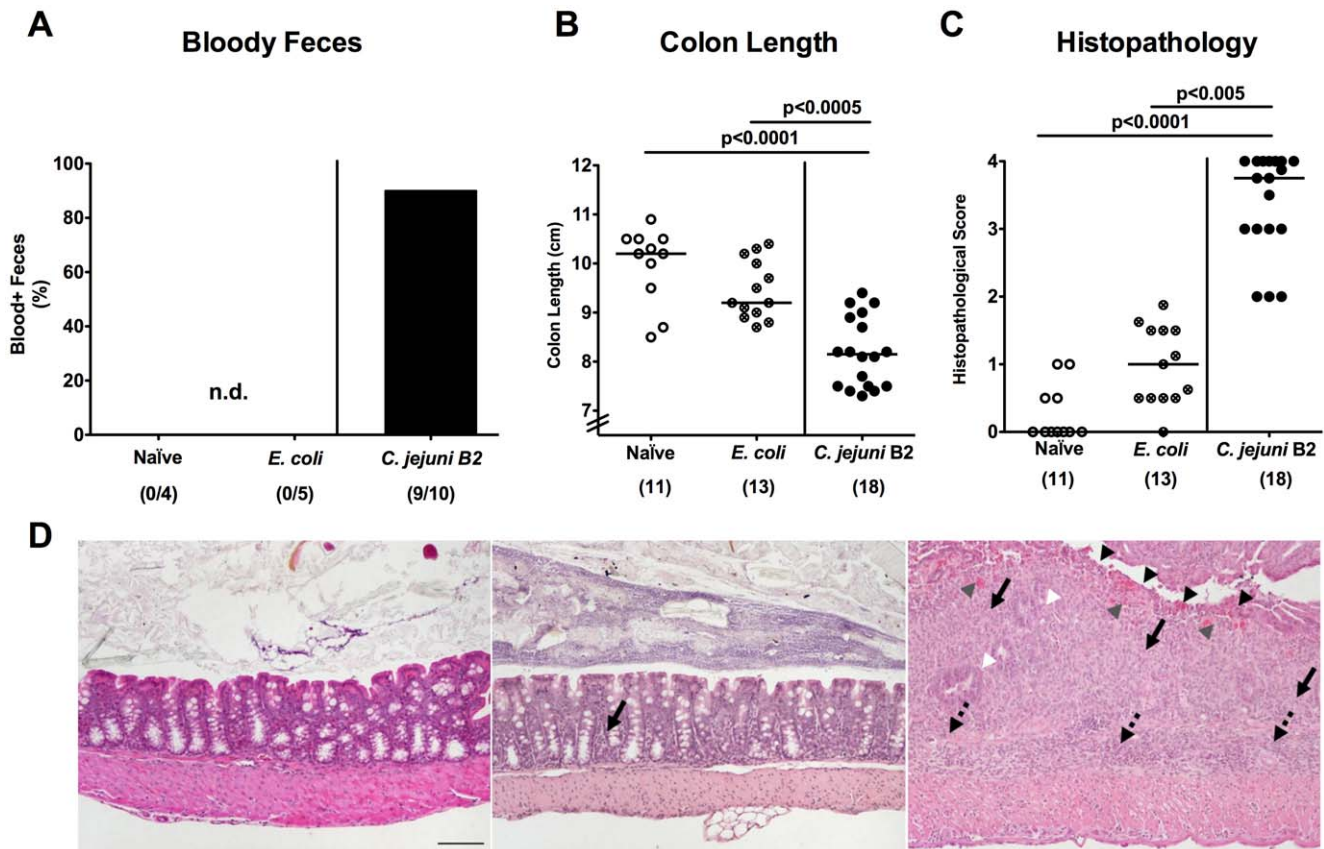 A
Bloody Feces
Blood+ Feces
(%)
100
80
60
40
20
0
n.d.
Naïve
E. coli
C. jejuni B2
(0/4)
(0/5)
(9/10)
B
Colon Length
p<0.0005
p<0.0001
Colon Length (cm)
12
11
10
9
8
7
Naïve
E. coli
C. jejuni B2
(11)
(13)
(18)
C
Histopathology
p<0.005
p<0.0001
Histopathological Score
4
3
2
1
0
Naïve
E. coli
C. jejuni B2
(11)
(13)
(18)
D